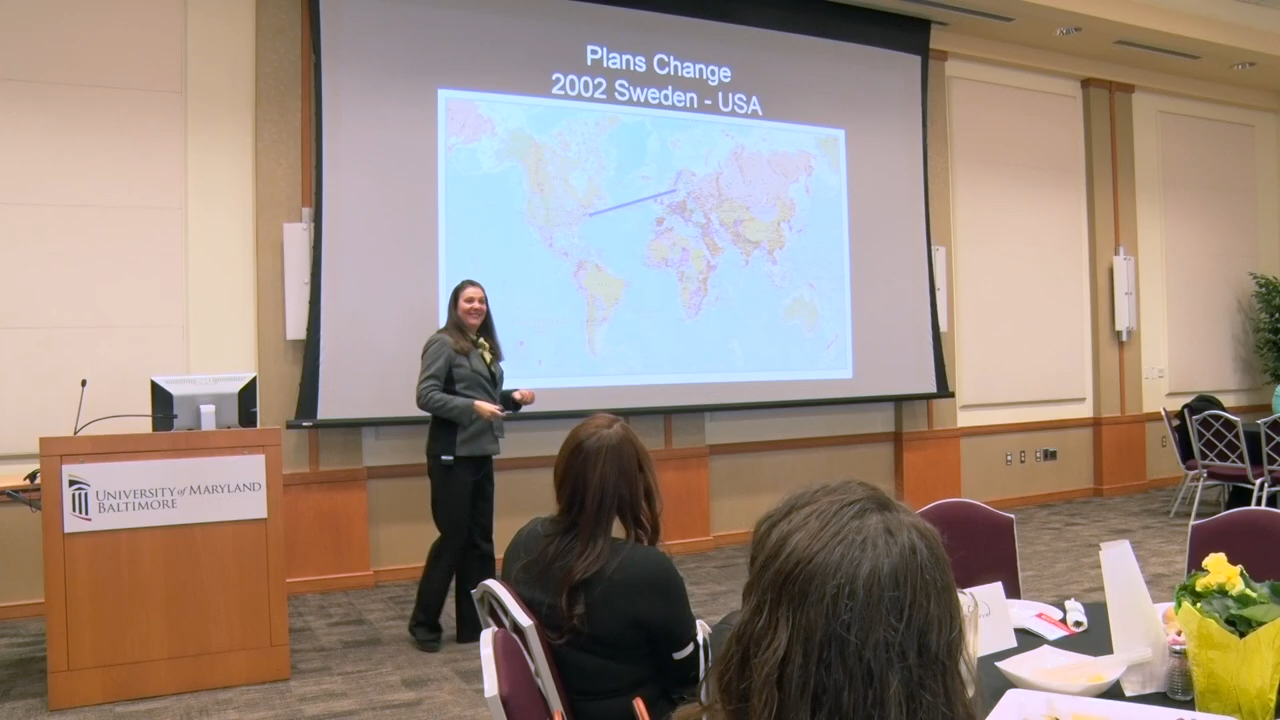 Plans Change
2002 Sweden - USA
UNIVERSITY of MARYLAND
BALTIMORE